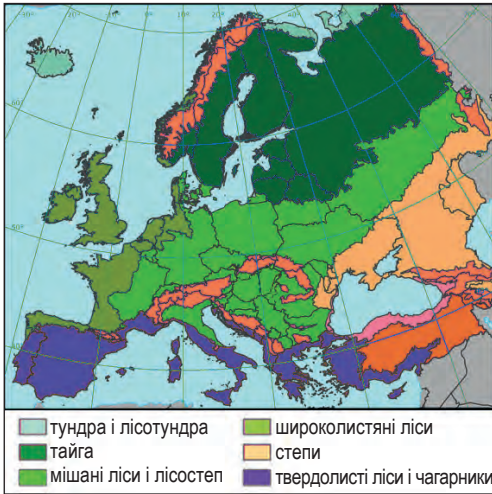 тундра і лісотундра
тайга
мішані ліси і лісостеп
широколистяні ліси
степи
твердолисті ліси і чагарники